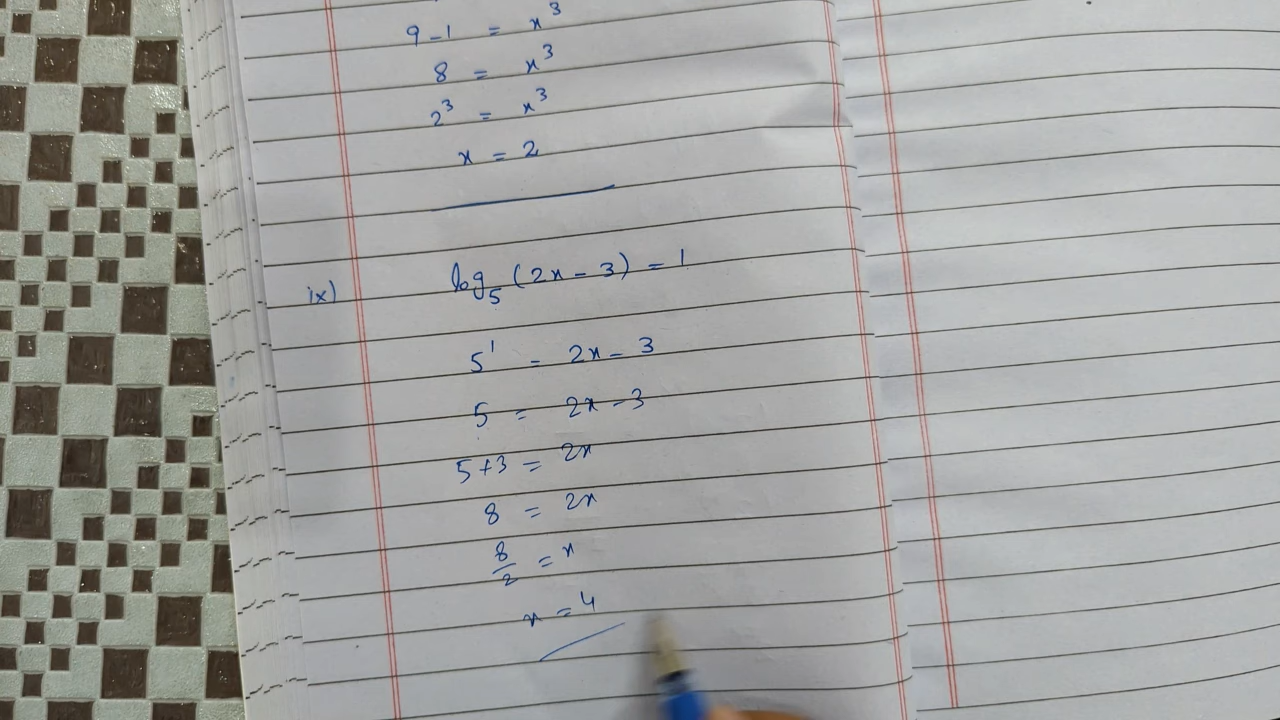 9 - 1 = x³
8 = x³
2³ = x³
x = 2
ix) log₅ (2x - 3) = 1
5¹ = 2x - 3
5 = 2x - 3
5 + 3 = 2x
8 = 2x
8/2 = x
x = 4